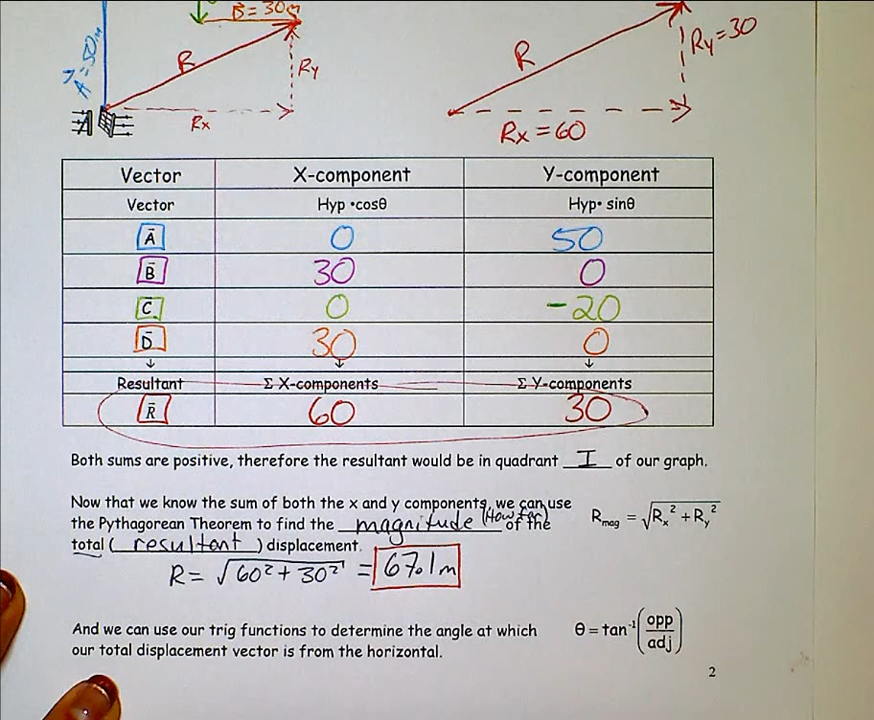 B = 30m
A = 50m
R
Ry
Rx
R
Ry = 30
Rx = 60
Vector X-component Y-component
Vector Hyp •cosθ Hyp• sinθ
A 0 50
B 30 0
C 0 -20
D 30 0
↓ ↓ ↓
Resultant Σ X-components Σ Y-components
R 60 30
Both sums are positive, therefore the resultant would be in quadrant I of our graph.
Now that we know the sum of both the x and y components, we can use
the Pythagorean Theorem to find the magnitude (How far) of the
total (resultant) displacement.
Rmag = √Rx² + Ry²
R = √60² + 30² = 67.1m
And we can use our trig functions to determine the angle at which
our total displacement vector is from the horizontal.
θ = tan⁻¹(opp/adj)
2